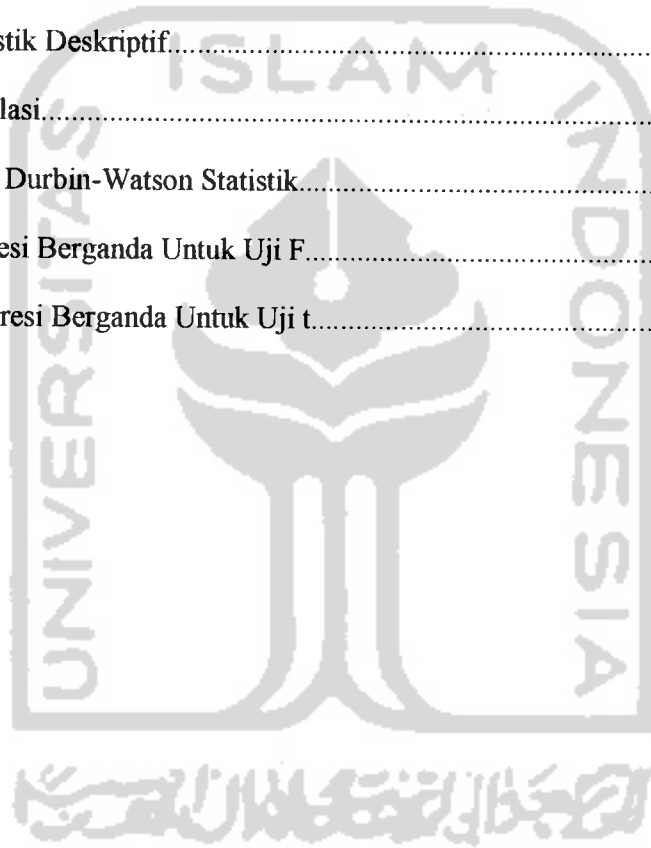 stik Deskriptif..............................................................................
ISLAM
lasi..............................................................................
Durbin-Watson Statistik..............................................................
esi Berganda Untuk Uji F..............................................................
resi Berganda Untuk Uji t..............................................................
UNIVERSITAS
INDONESIA